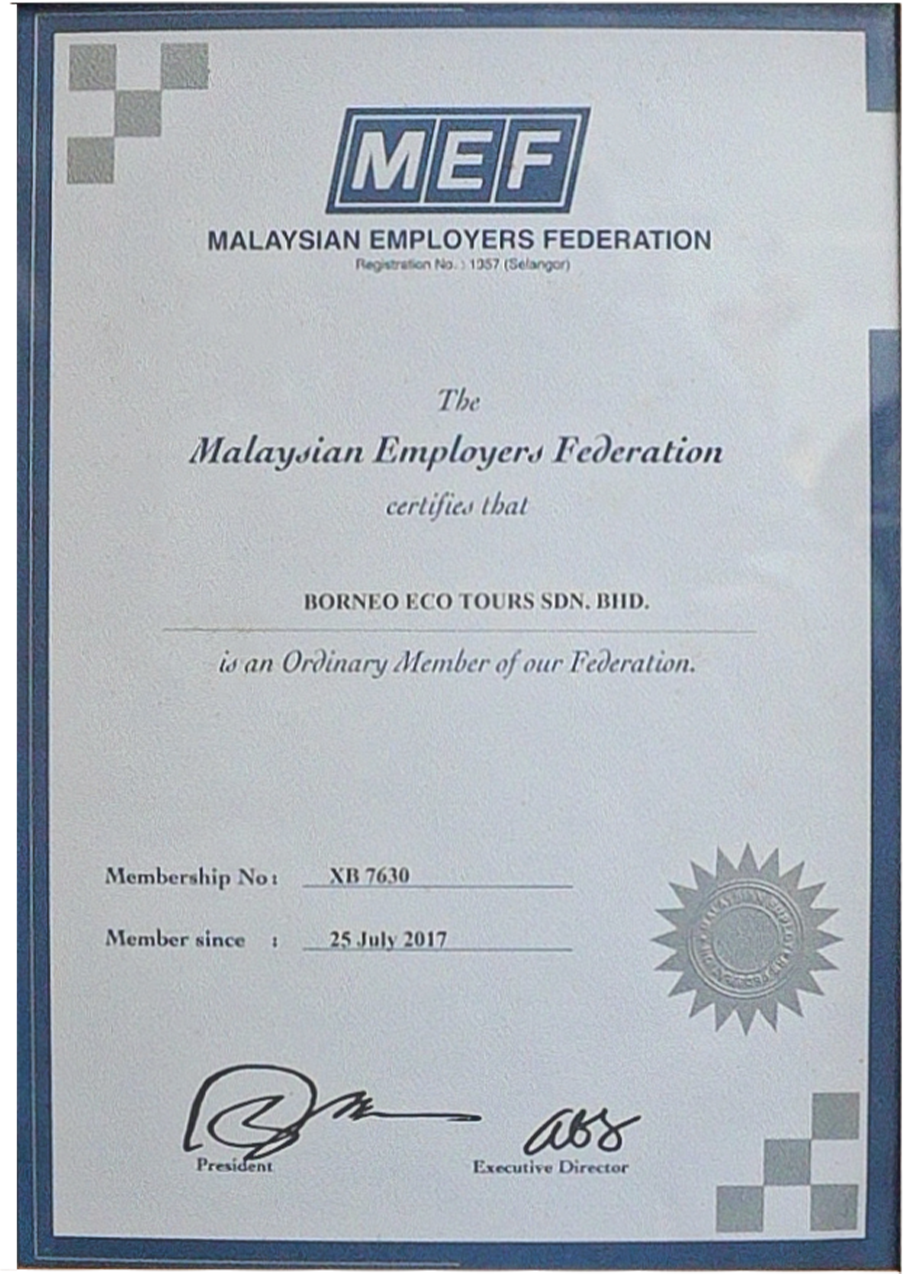 MEF
MALAYSIAN EMPLOYERS FEDERATION
Registration No. : 1357 (Selangor)
The
Malaysian Employers Federation
certifies that
BORNEO ECO TOURS SDN. BHD.
is an Ordinary Member of our Federation.
Membership No : XB 7630
Member since : 25 July 2017
President
Executive Director